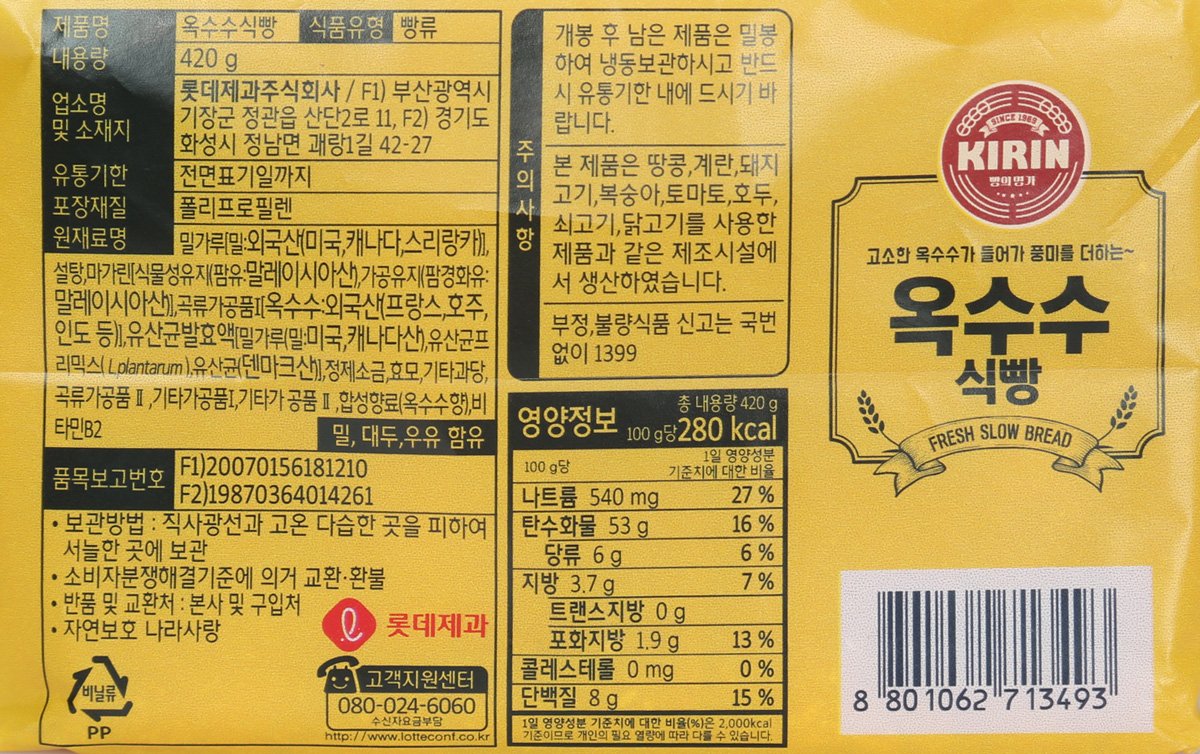 제품명 옥수수식빵 식품유형 빵류
내용량 420 g
업소명 및 소재지 롯데제과주식회사 / F1) 부산광역시
기장군 정관읍 산단2로 11, F2) 경기도
화성시 정남면 괘랑1길 42-27
유통기한 전면표기일까지
포장재질 폴리프로필렌
원재료명 밀가루[밀:외국산(미국,캐나다,스리랑카)],
설탕,마가린[식물성유지(팜유:말레이시아산),가공유지(팜경화유:
말레이시아산)],곡류가공품Ⅰ[옥수수:외국산(프랑스,호주,
인도 등)],유산균발효액[밀가루(밀:미국,캐나다산),유산균프
리믹스(L.plantarum),유산균(덴마크산)],정제소금,효모,기타과당,
곡류가공품Ⅱ,기타가공품Ⅰ,기타가공품Ⅱ,합성향료(옥수수향),비
타민B2
밀, 대두,우유 함유
품목보고번호 F1)20070156181210
F2)19870364014261
• 보관방법 : 직사광선과 고온 다습한 곳을 피하여
서늘한 곳에 보관
• 소비자분쟁해결기준에 의거 교환·환불
• 반품 및 교환처 : 본사 및 구입처
• 자연보호 나라사랑
롯데제과
비닐류
PP
고객지원센터
080-024-6060
수신자요금부담
http://www.lotteconf.co.kr
주의사항
개봉 후 남은 제품은 밀봉
하여 냉동보관하시고 반드
시 유통기한 내에 드시기 바
랍니다.
본 제품은 땅콩,계란,돼지
고기,복숭아,토마토,호두,
쇠고기,닭고기를 사용한
제품과 같은 제조시설에
서 생산하였습니다.
부정,불량식품 신고는 국번
없이 1399
영양정보 총 내용량 420 g
100 g당 280 kcal
100 g당 1일 영양성분
기준치에 대한 비율
나트륨 540 mg 27 %
탄수화물 53 g 16 %
당류 6 g 6 %
지방 3.7 g 7 %
트랜스지방 0 g
포화지방 1.9 g 13 %
콜레스테롤 0 mg 0 %
단백질 8 g 15 %
1일 영양성분 기준치에 대한 비율(%)은 2,000kcal
기준이므로 개인의 필요 열량에 따라 다를 수 있습니다.
SINCE 1969
KIRIN
빵의명가
고소한 옥수수가 들어가 풍미를 더하는~
옥수수
식빵
FRESH SLOW BREAD
8 801062 713493